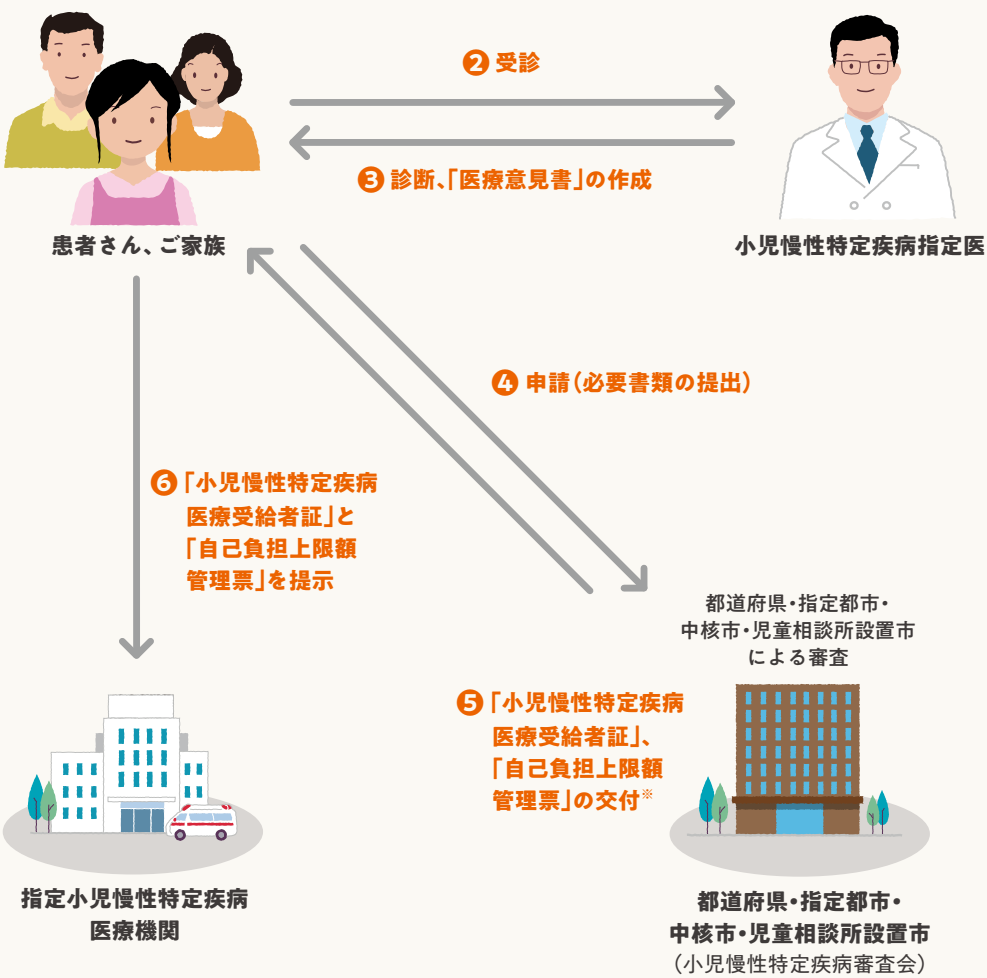 ❷ 受診
❸ 診断、「医療意見書」の作成
患者さん、ご家族
小児慢性特定疾病指定医
❹ 申請（必要書類の提出）
❻「小児慢性特定疾病
医療受給者証」と
「自己負担上限額
管理票」を提示
都道府県・指定都市・
中核市・児童相談所設置市
による審査
❺「小児慢性特定疾病
医療受給者証」、
「自己負担上限額
管理票」の交付※
指定小児慢性特定疾病
医療機関
都道府県・指定都市・
中核市・児童相談所設置市
（小児慢性特定疾病審査会）